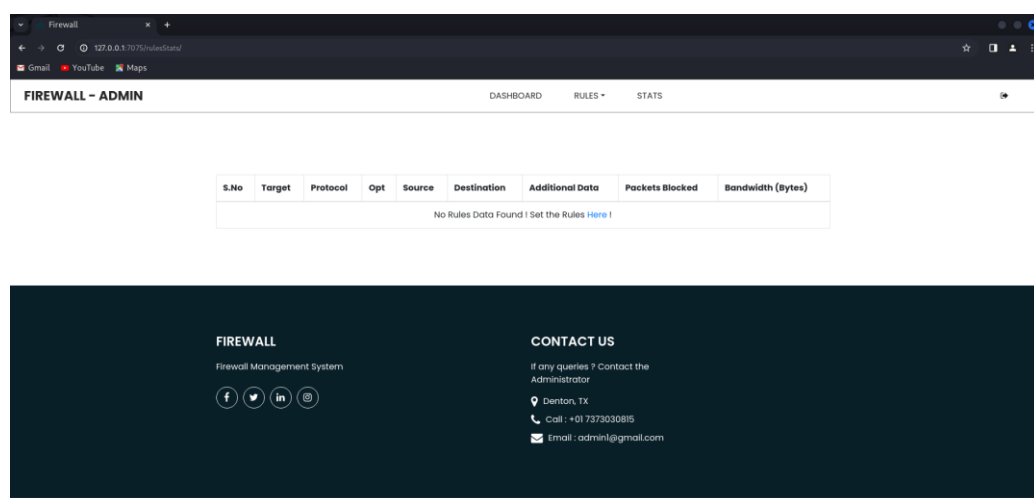 Firewall
127.0.0.1:7075/rulesStats/
Gmail YouTube Maps
FIREWALL - ADMIN DASHBOARD RULES STATS
S.No Target Protocol Opt Source Destination Additional Data Packets Blocked Bandwidth (Bytes)
No Rules Data Found ! Set the Rules Here !
FIREWALL
Firewall Management System
CONTACT US
If any queries ? Contact the
Administrator
Denton, TX
Call : +01 7373030815
Email : admin1@gmail.com